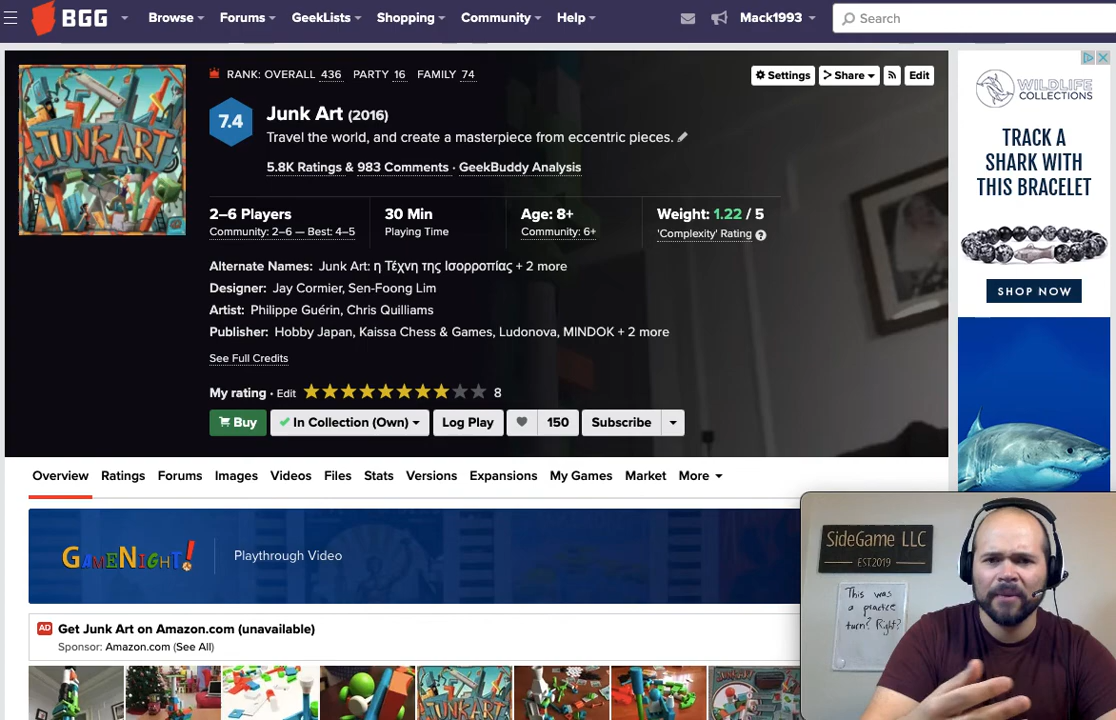 BGG
Browse
Forums
GeekLists
Shopping
Community
Help
Mack1993
Search
RANK: OVERALL 436 PARTY 16 FAMILY 74
Settings
Share
Edit
JUNK ART
7.4
Junk Art (2016)
Travel the world, and create a masterpiece from eccentric pieces.
5.8K Ratings & 983 Comments · GeekBuddy Analysis
2–6 Players
Community: 2–6 — Best: 4–5
30 Min
Playing Time
Age: 8+
Community: 6+
Weight: 1.22 / 5
'Complexity' Rating ?
Alternate Names: Junk Art: η Τέχνη της Ισορροπίας + 2 more
Designer: Jay Cormier, Sen-Foong Lim
Artist: Philippe Guérin, Chris Quilliams
Publisher: Hobby Japan, Kaissa Chess & Games, Ludonova, MINDOK + 2 more
See Full Credits
My rating · Edit 8
Buy
In Collection (Own)
Log Play
150
Subscribe
Overview
Ratings
Forums
Images
Videos
Files
Stats
Versions
Expansions
My Games
Market
More
GAMENIGHT!
Playthrough Video
AD Get Junk Art on Amazon.com (unavailable)
Sponsor: Amazon.com (See All)
JUNK ART
WILDLIFE
COLLECTIONS
TRACK A
SHARK WITH
THIS BRACELET
SHOP NOW
SideGame LLC
EST2019
This was
a practice
turn? Right?